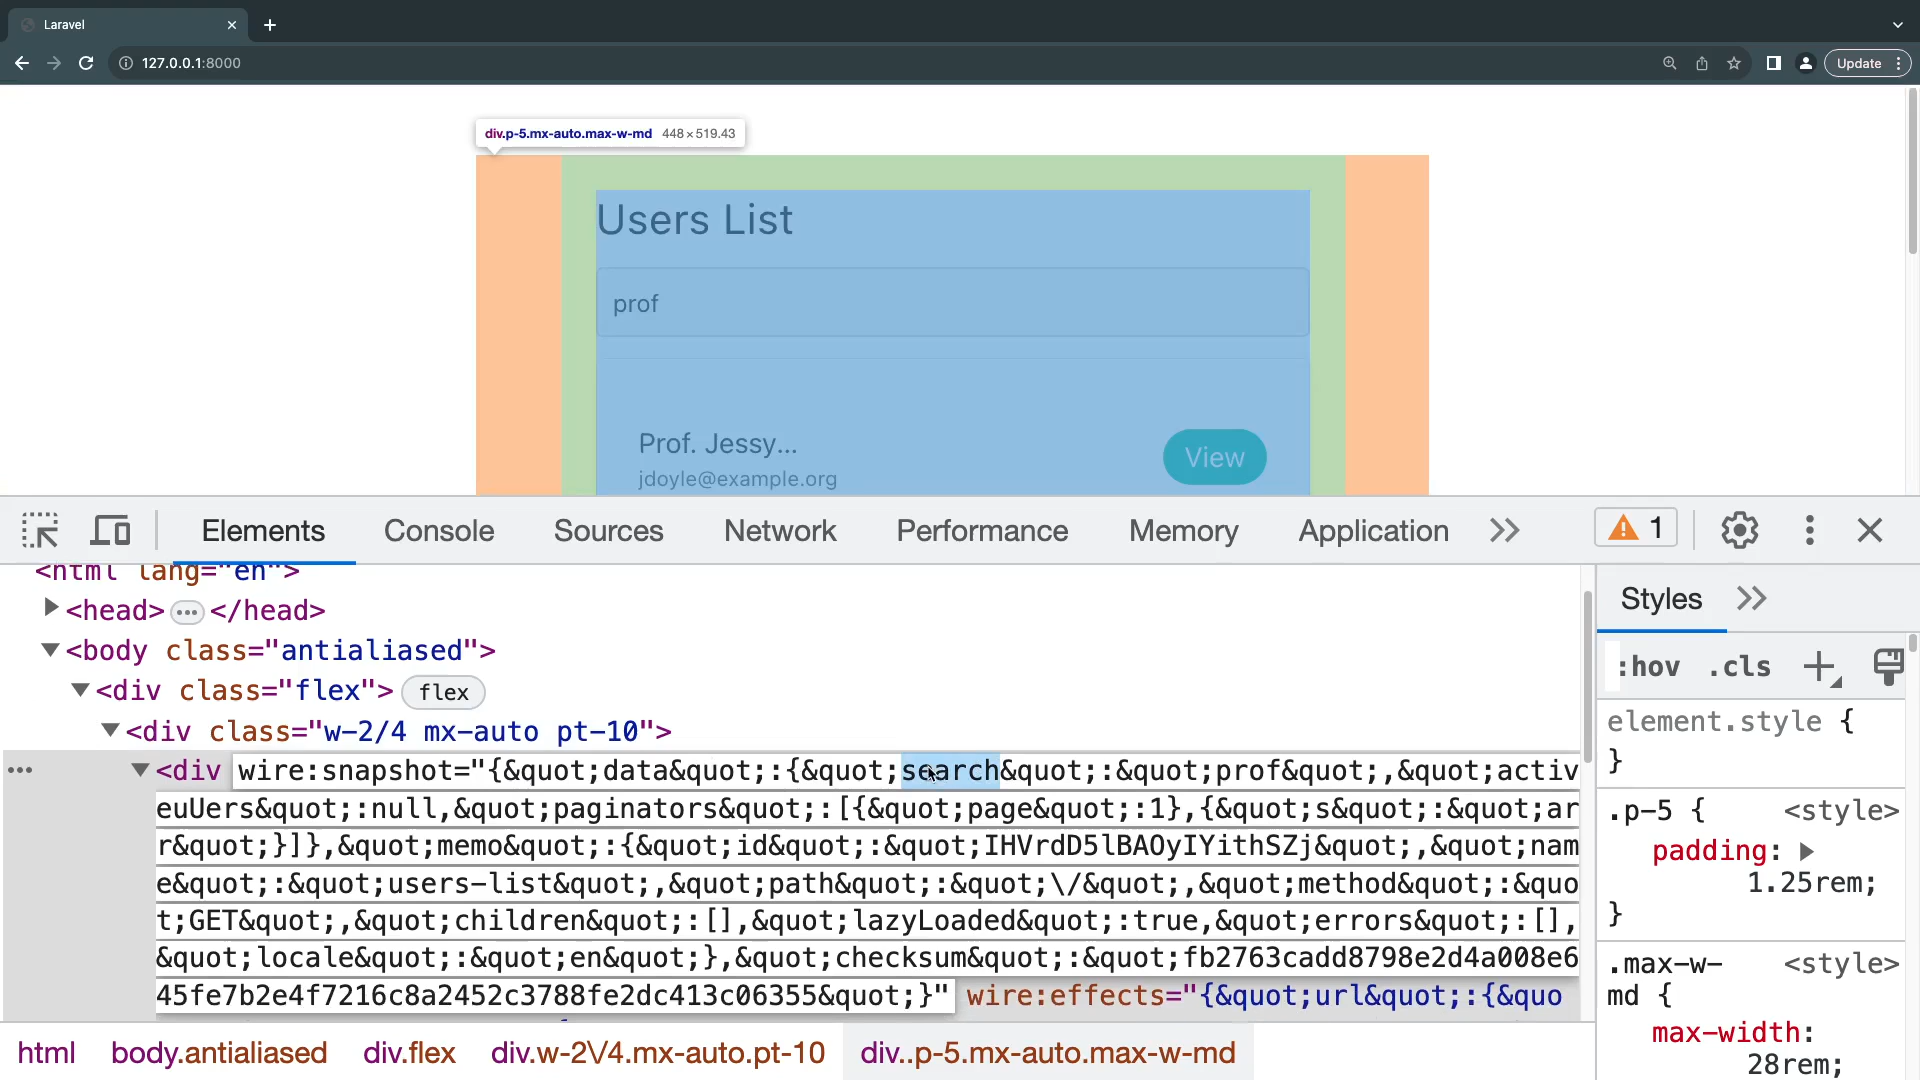 Laravel
127.0.0.1:8000
Update
div.p-5.mx-auto.max-w-md 448×519.43
Users List
prof
Prof. Jessy...
jdoyle@example.org
View
Elements
Console
Sources
Network
Performance
Memory
Application
1
<html lang="en">
<head> ••• </head>
<body class="antialiased">
<div class="flex"> flex
<div class="w-2/4 mx-auto pt-10">
<div wire:snapshot="{&quot;data&quot;:{&quot;search&quot;:&quot;prof&quot;,&quot;activ
euUers&quot;:null,&quot;paginators&quot;:[{&quot;page&quot;:1},{&quot;s&quot;:&quot;ar
r&quot;}]},&quot;memo&quot;:{&quot;id&quot;:&quot;IHVrdD5lBAOyIYithSZj&quot;,&quot;nam
e&quot;:&quot;users-list&quot;,&quot;path&quot;:&quot;\/&quot;,&quot;method&quot;:&quo
t;GET&quot;,&quot;children&quot;:[],&quot;lazyLoaded&quot;:true,&quot;errors&quot;:[],
&quot;locale&quot;:&quot;en&quot;},&quot;checksum&quot;:&quot;fb2763cadd8798e2d4a008e6
45fe7b2e4f7216c8a2452c3788fe2dc413c06355&quot;}" wire:effects="{&quot;url&quot;:{&quo
html body.antialiased div.flex div.w-2\/4.mx-auto.pt-10 div..p-5.mx-auto.max-w-md
Styles
:hov .cls
element.style {
}
.p-5 { <style>
padding:
1.25rem;
}
.max-w- <style>
md {
max-width:
28rem;